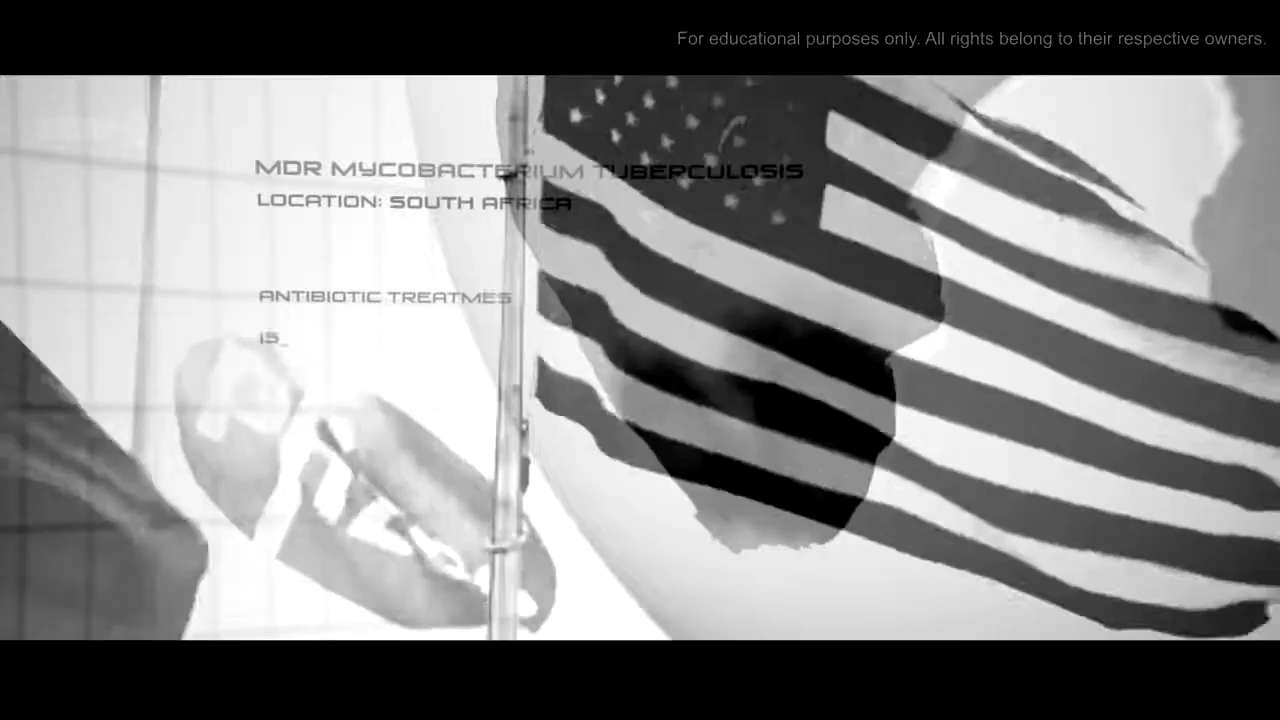 For educational purposes only. All rights belong to their respective owners.
MDR MYCOBACTERIUM TUBERCULOSIS
LOCATION: SOUTH AFRICA
ANTIBIOTIC TREATMES
15_